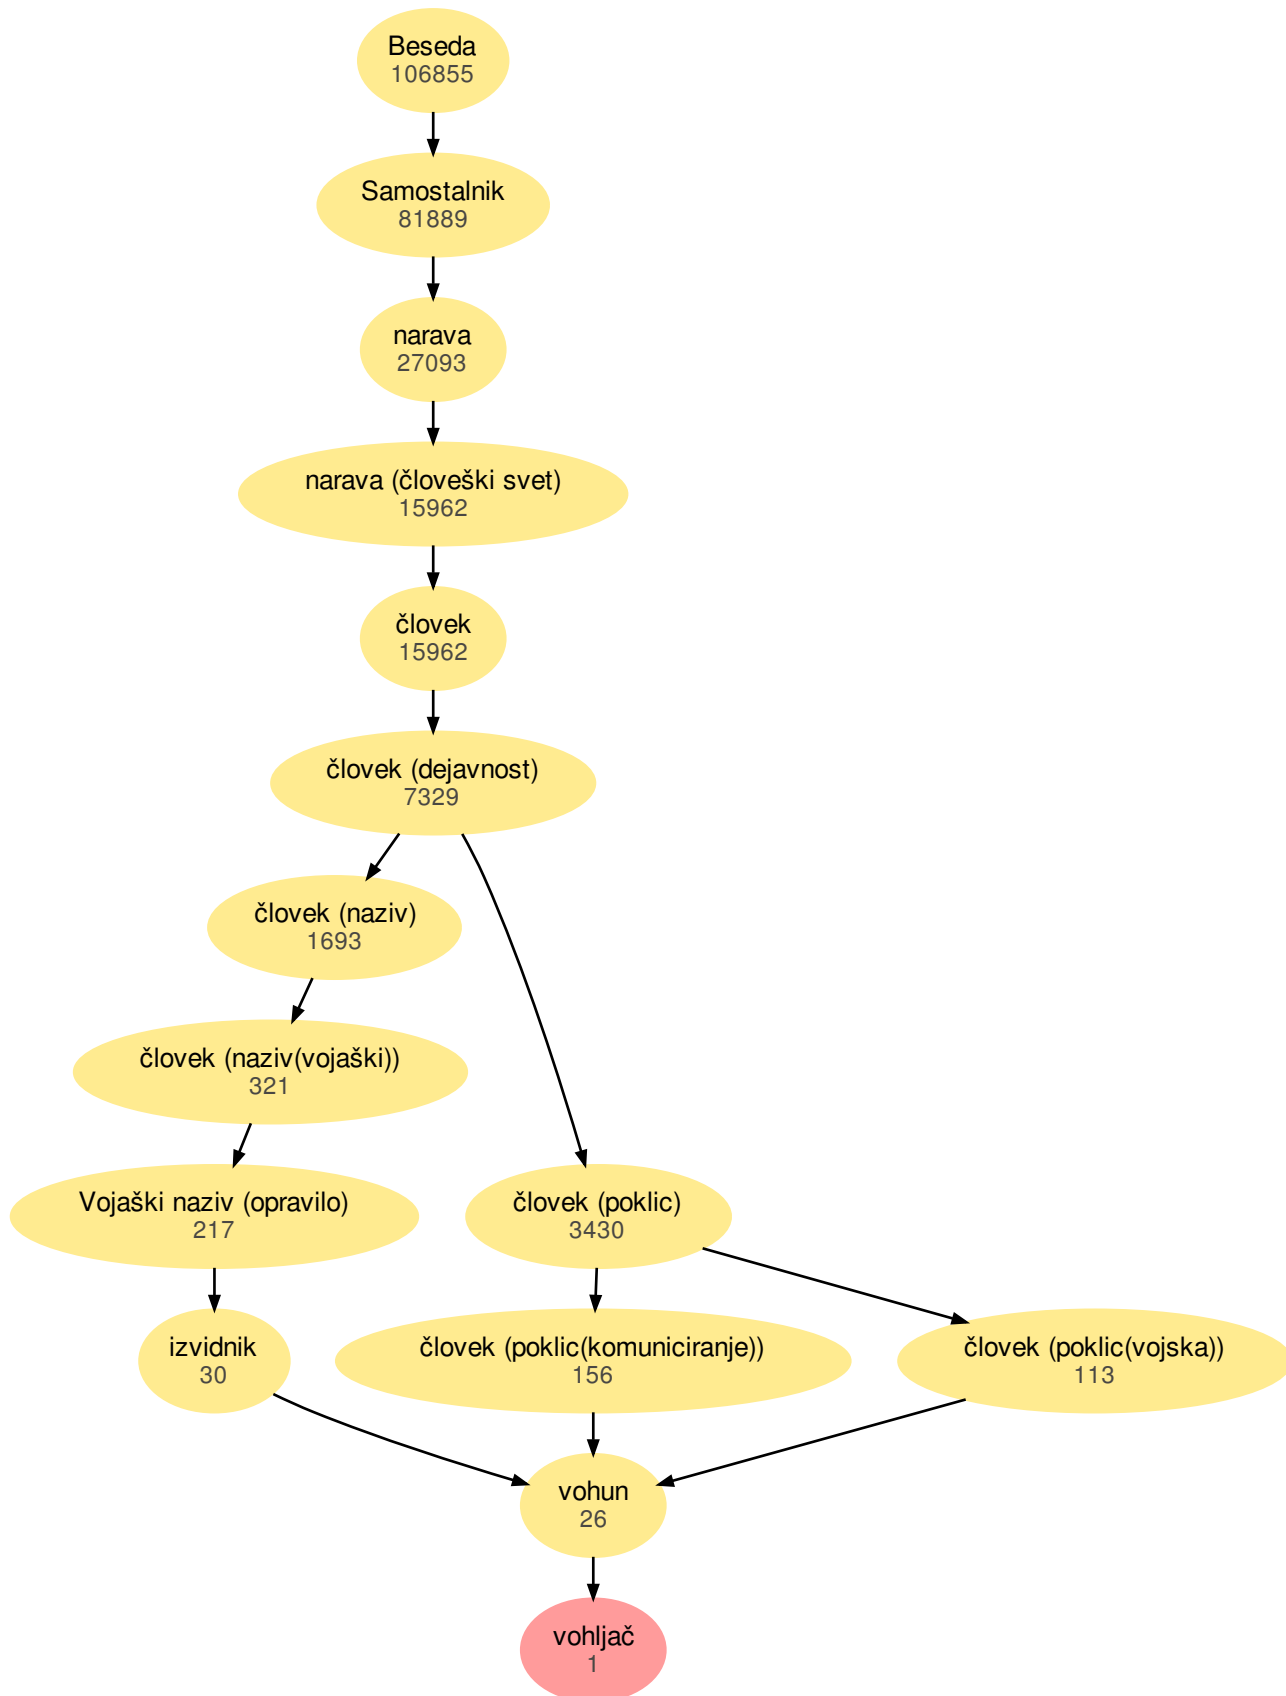 Beseda
106855
Samostalnik
81889
narava
27093
narava (človeški svet)
15962
človek
15962
človek (dejavnost)
7329
človek (naziv)
1693
človek (naziv(vojaški))
321
Vojaški naziv (opravilo)
217
človek (poklic)
3430
izvidnik
30
človek (poklic(komuniciranje))
156
človek (poklic(vojska))
113
vohun
26
vohljač
1